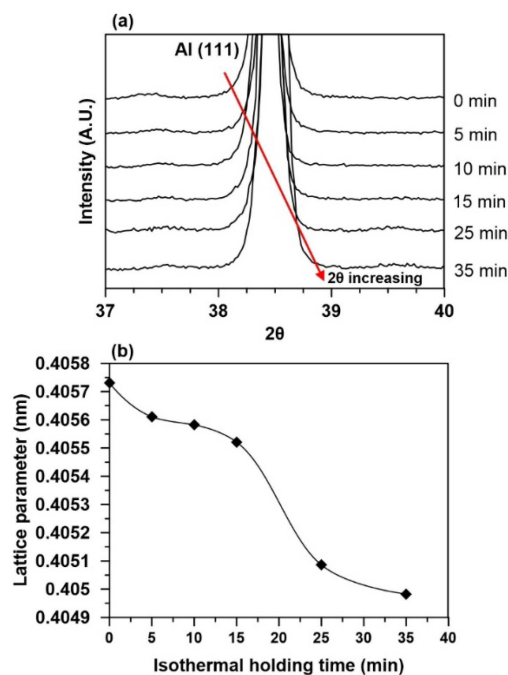 (a)
Al (111)
Intensity (A.U.)
0 min
5 min
10 min
15 min
25 min
35 min
2θ increasing
37 38 39 40
2θ
(b)
Lattice parameter (nm)
0.4058
0.4057
0.4056
0.4055
0.4053
0.4052
0.4051
0.405
0.4049
0 5 10 15 20 25 30 35 40
Isothermal holding time (min)